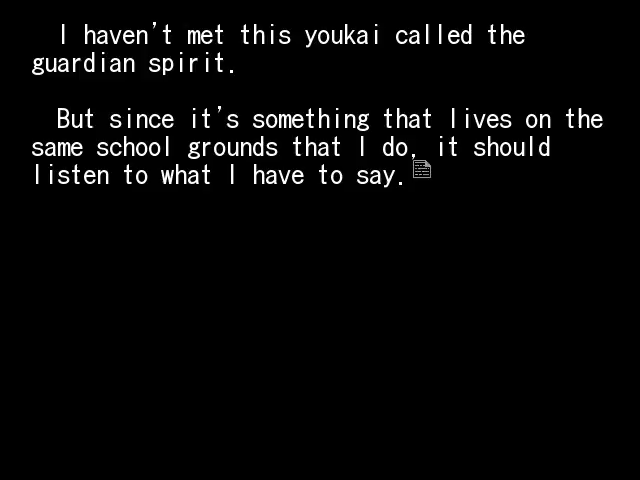 I haven't met this youkai called the
guardian spirit.
But since it's something that lives on the
same school grounds that I do, it should
listen to what I have to say.